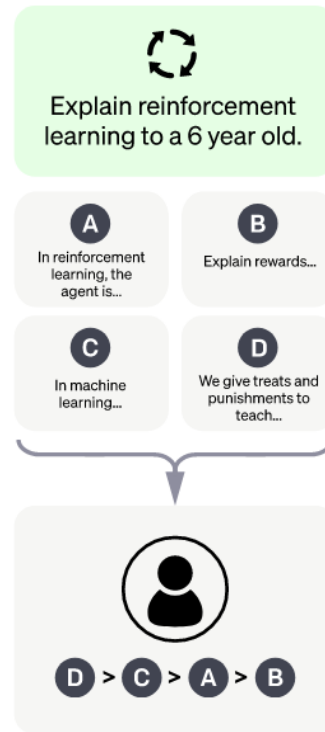 Explain reinforcement
learning to a 6 year old.
A
In reinforcement
learning, the
agent is...
B
Explain rewards...
C
In machine
learning...
D
We give treats and
punishments to
teach...
D > C > A > B